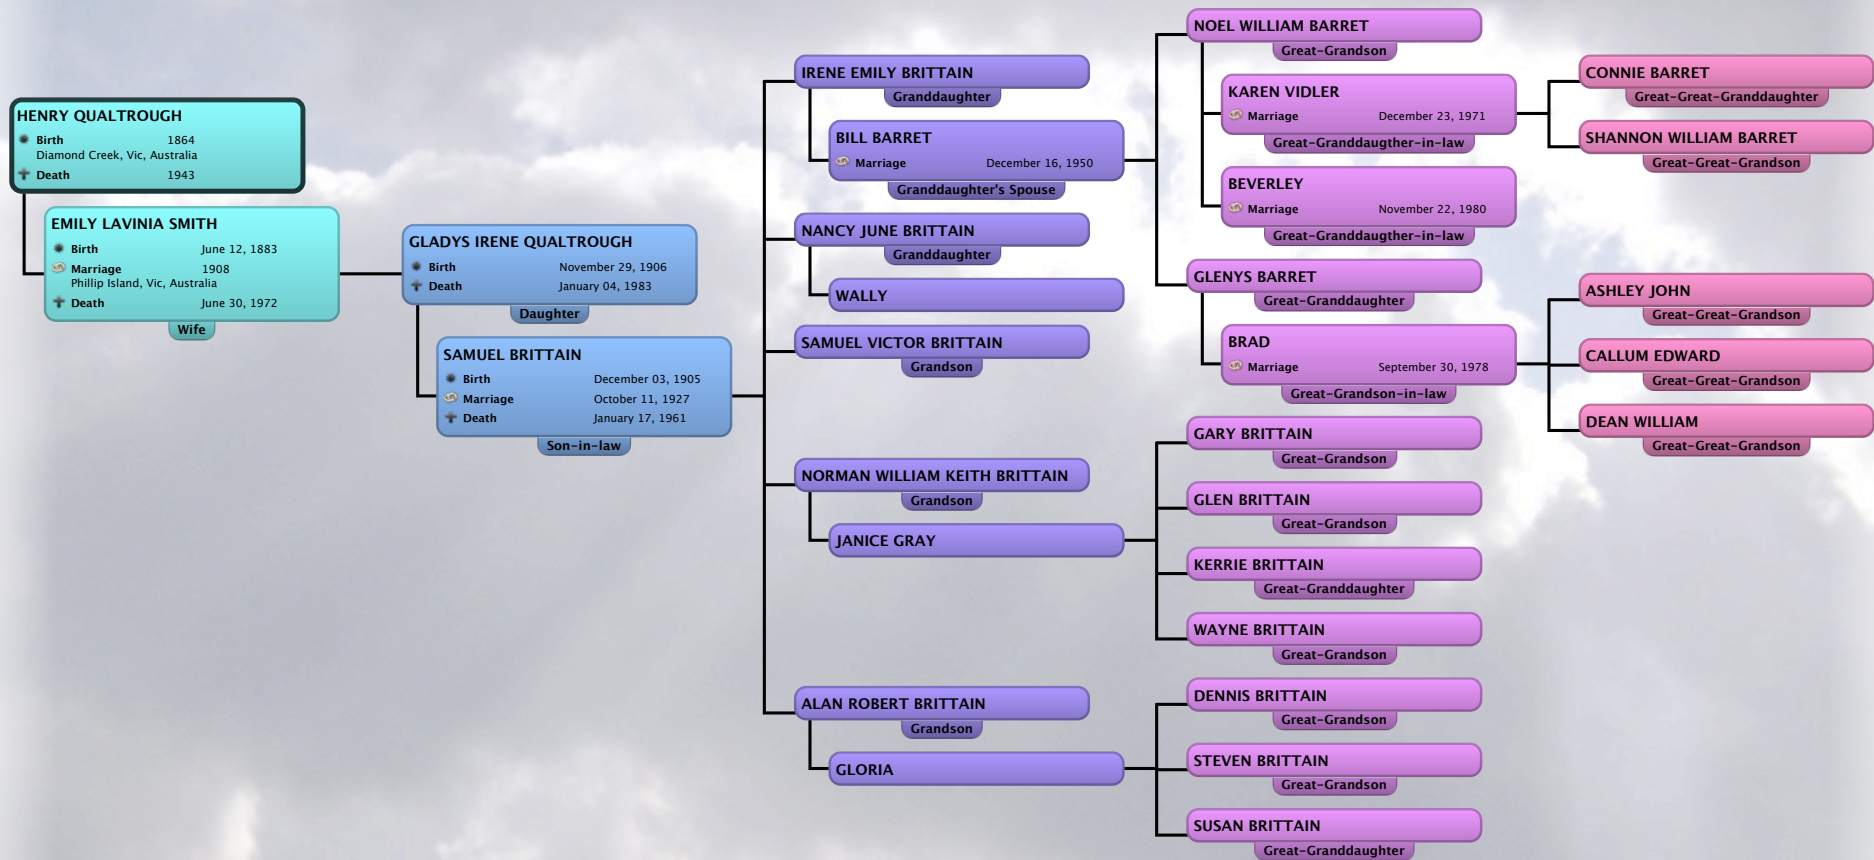 HENRY QUALTROUGH
Birth 1864
Diamond Creek, Vic, Australia
Death 1943
EMILY LAVINIA SMITH
Birth June 12, 1883
Marriage 1908
Phillip Island, Vic, Australia
Death June 30, 1972
Wife
GLADYS IRENE QUALTROUGH
Birth November 29, 1906
Death January 04, 1983
Daughter
SAMUEL BRITTAIN
Birth December 03, 1905
Marriage October 11, 1927
Death January 17, 1961
Son-in-law
IRENE EMILY BRITTAIN
Granddaughter
BILL BARRET
Marriage December 16, 1950
Granddaughter's Spouse
NANCY JUNE BRITTAIN
Granddaughter
WALLY
SAMUEL VICTOR BRITTAIN
Grandson
NORMAN WILLIAM KEITH BRITTAIN
Grandson
JANICE GRAY
ALAN ROBERT BRITTAIN
Grandson
GLORIA
NOEL WILLIAM BARRET
Great-Grandson
KAREN VIDLER
Marriage December 23, 1971
Great-Granddaugther-in-law
BEVERLEY
Marriage November 22, 1980
Great-Granddaugther-in-law
GLENYS BARRET
Great-Granddaughter
BRAD
Marriage September 30, 1978
Great-Grandson-in-law
GARY BRITTAIN
Great-Grandson
GLEN BRITTAIN
Great-Grandson
KERRIE BRITTAIN
Great-Granddaughter
WAYNE BRITTAIN
Great-Grandson
DENNIS BRITTAIN
Great-Grandson
STEVEN BRITTAIN
Great-Grandson
SUSAN BRITTAIN
Great-Granddaughter
CONNIE BARRET
Great-Great-Granddaughter
SHANNON WILLIAM BARRET
Great-Great-Grandson
ASHLEY JOHN
Great-Great-Grandson
CALLUM EDWARD
Great-Great-Grandson
DEAN WILLIAM
Great-Great-Grandson